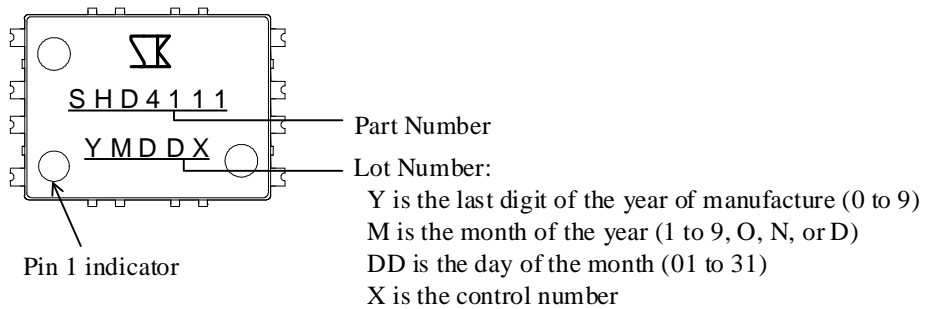 SK
SHD4111
YMDDX
Part Number
Lot Number:
Y is the last digit of the year of manufacture (0 to 9)
M is the month of the year (1 to 9, O, N, or D)
DD is the day of the month (01 to 31)
X is the control number
Pin 1 indicator